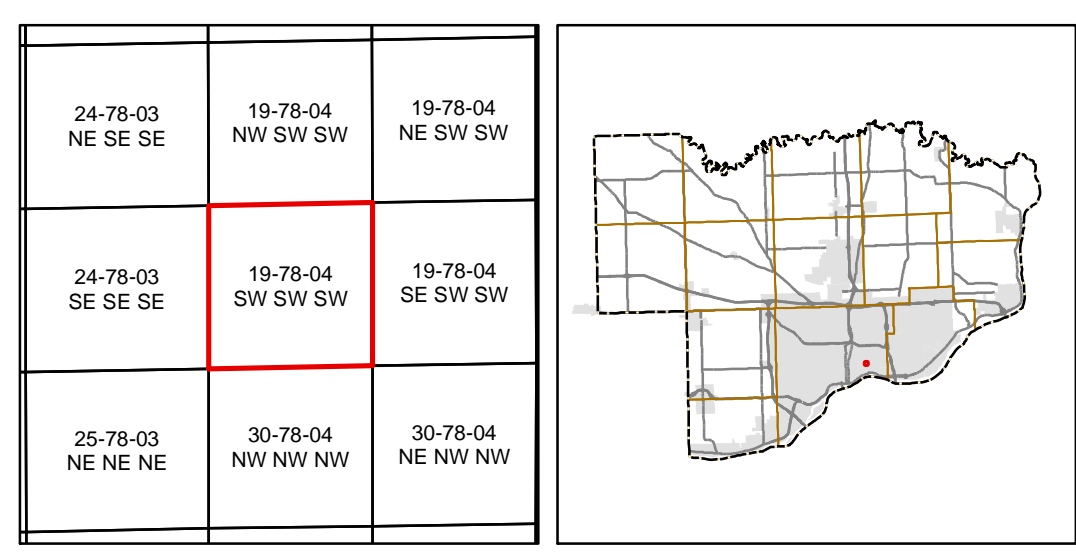 24-78-03
NE SE SE
19-78-04
NW SW SW
19-78-04
NE SW SW
24-78-03
SE SE SE
19-78-04
SW SW SW
19-78-04
SE SW SW
25-78-03
NE NE NE
30-78-04
NW NW NW
30-78-04
NE NW NW